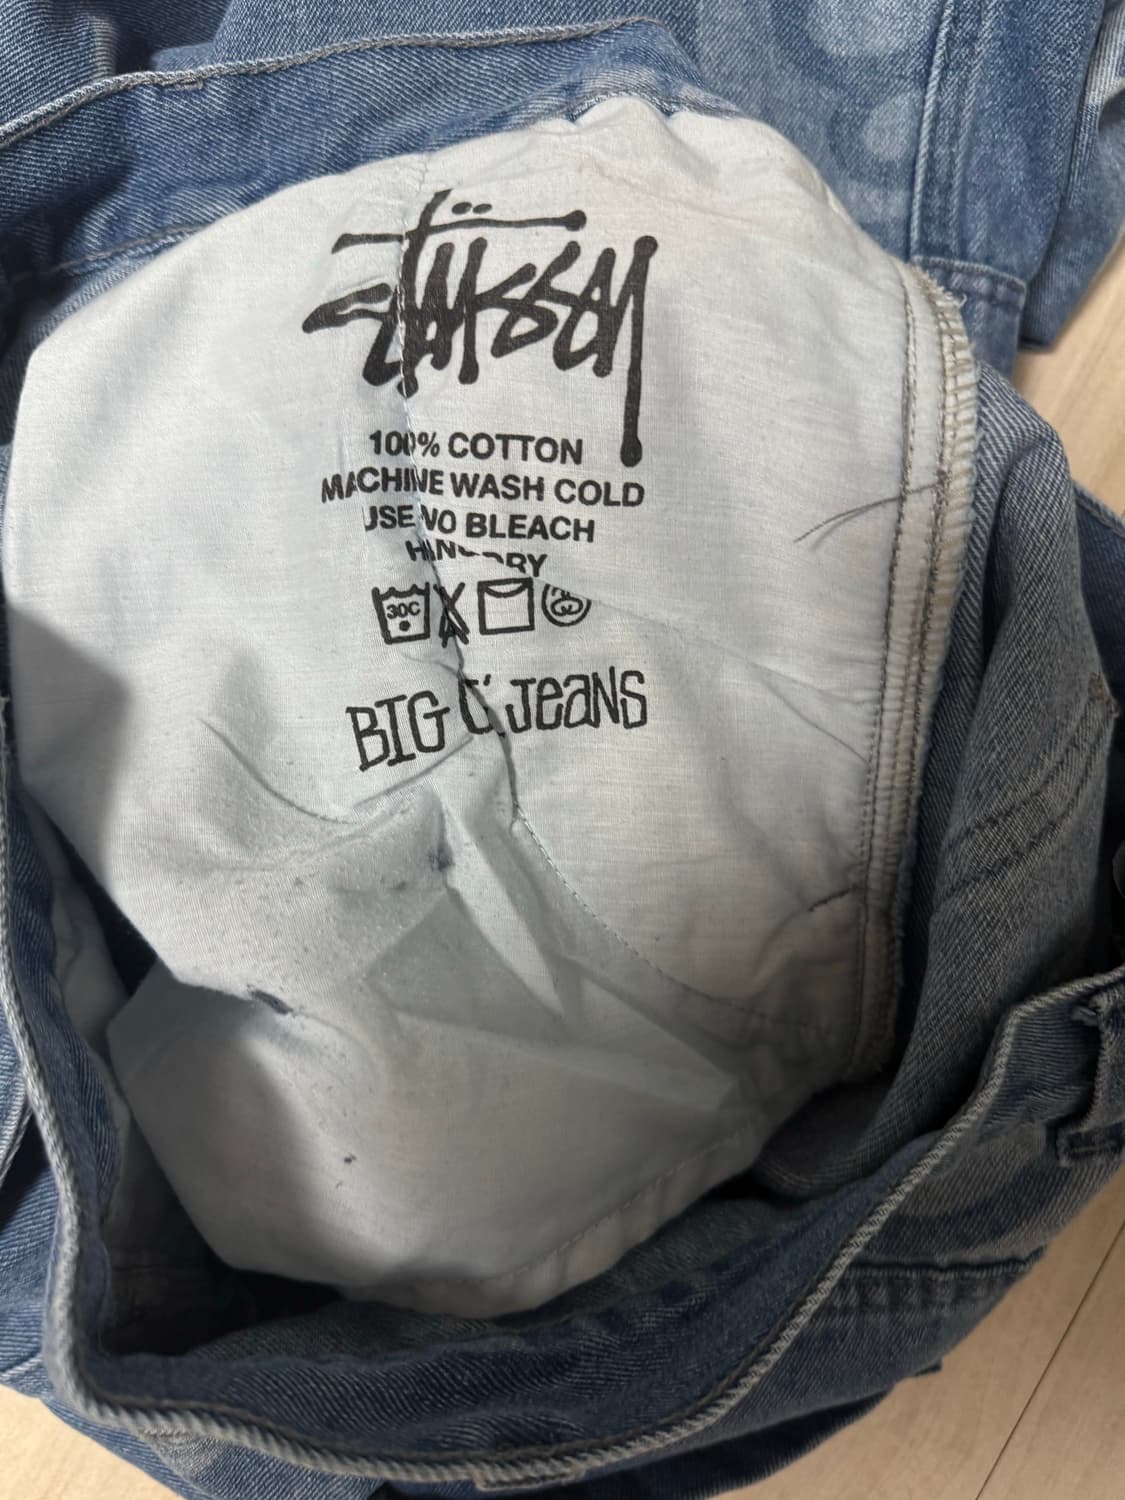 Stüssy
100% COTTON
MACHINE WASH COLD
USE NO BLEACH
HANG DRY
30C
BIG Ol' JEANS